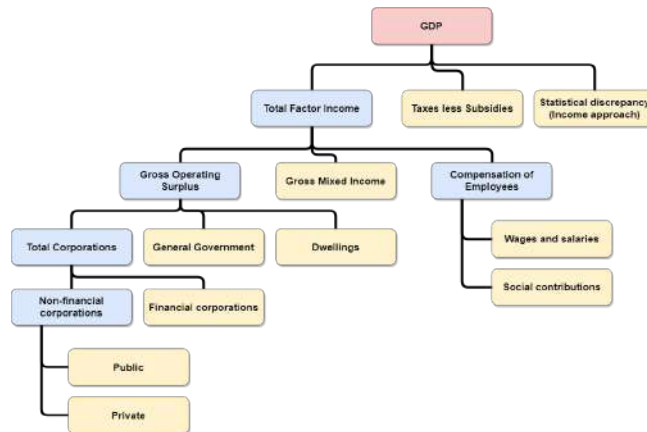 GDP
Total Factor Income
Taxes less Subsidies
Statistical discrepancy
(Income approach)
Gross Operating
Surplus
Gross Mixed Income
Compensation of
Employees
Total Corporations
General Government
Dwellings
Wages and salaries
Social contributions
Non-financial
corporations
Financial corporations
Public
Private